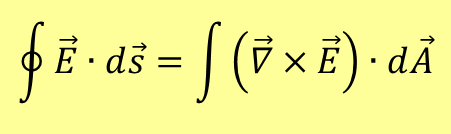 ∮ E⃗ · ds⃗ = ∫ (∇⃗ × E⃗) · dA⃗